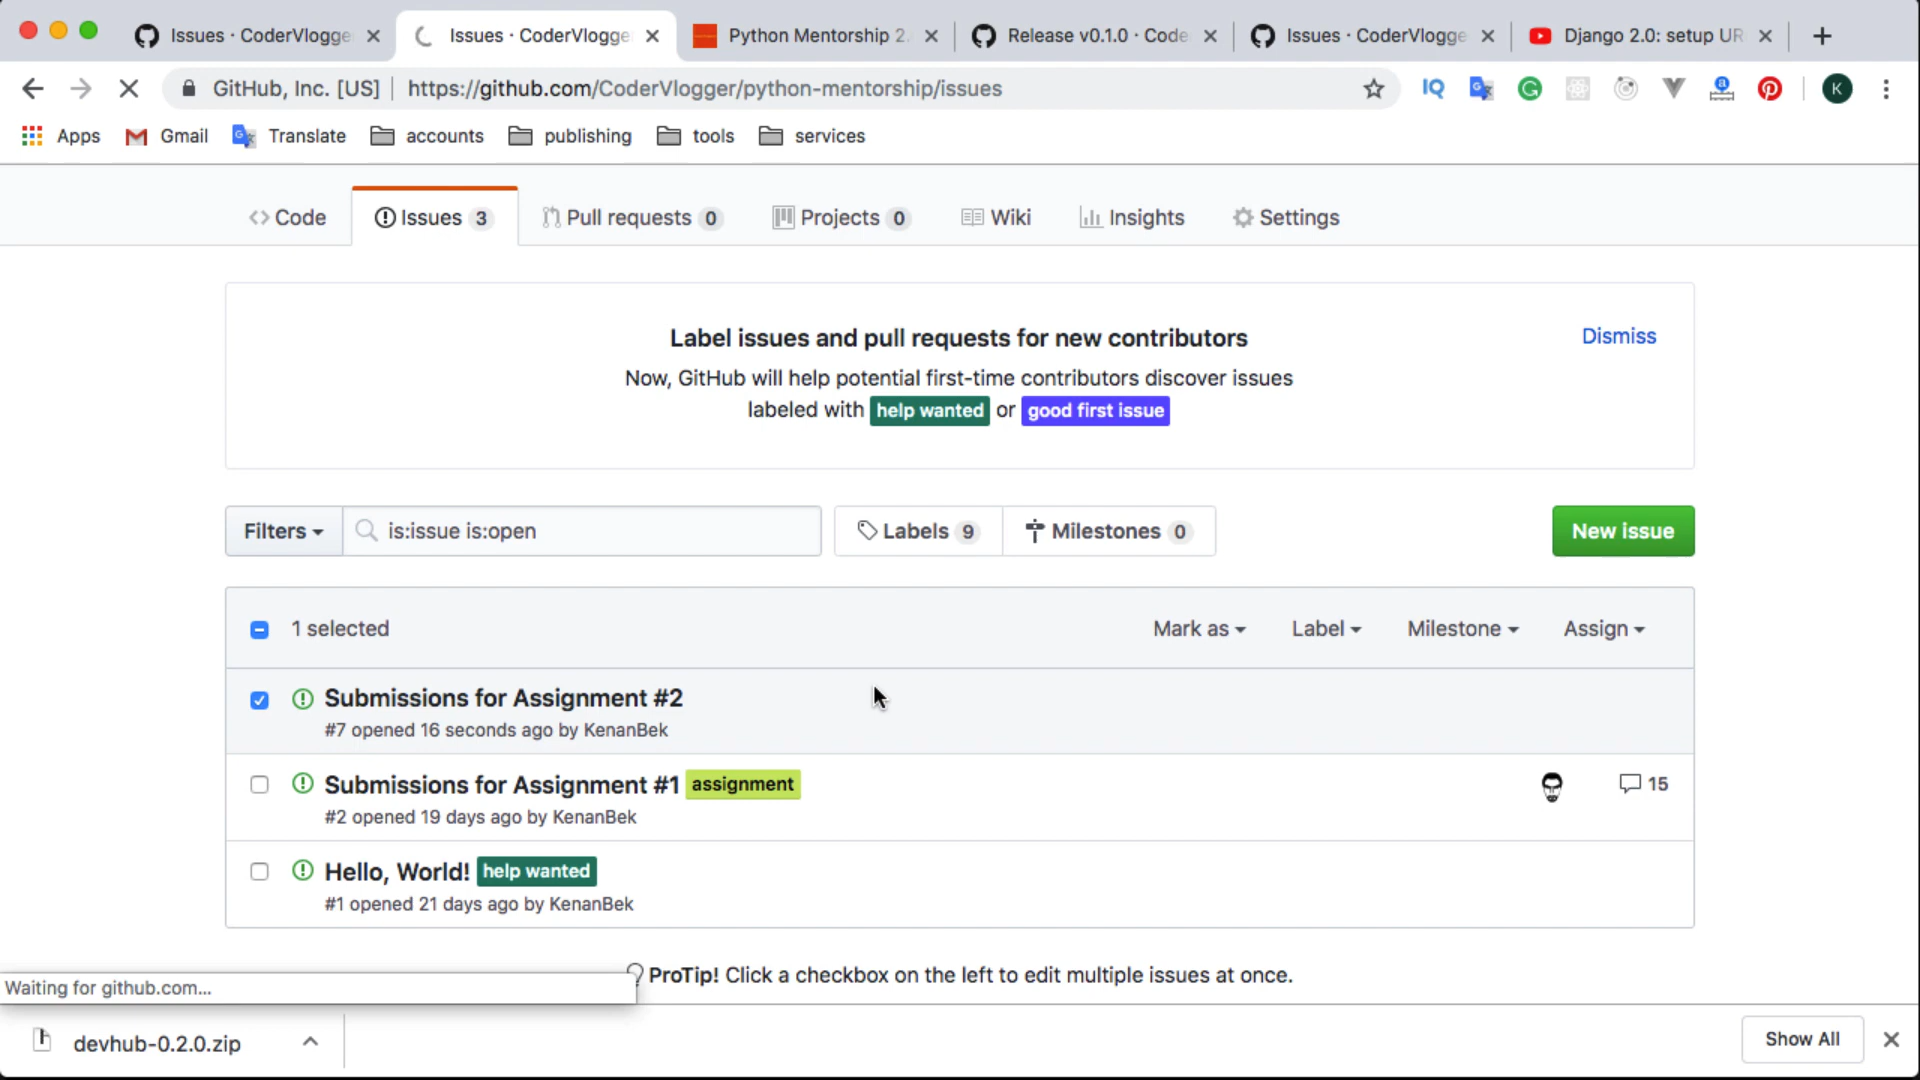 Issues · CoderVlogge
Issues · CoderVlogge
Python Mentorship 2.
Release v0.1.0 · Code
Issues · CoderVlogge
Django 2.0: setup UR
GitHub, Inc. [US]
https://github.com/CoderVlogger/python-mentorship/issues
IQ
K
Apps
Gmail
Translate
accounts
publishing
tools
services
<> Code
Issues 3
Pull requests 0
Projects 0
Wiki
Insights
Settings
Label issues and pull requests for new contributors
Dismiss
Now, GitHub will help potential first-time contributors discover issues
labeled with help wanted or good first issue
Filters
is:issue is:open
Labels 9
Milestones 0
New issue
1 selected
Mark as
Label
Milestone
Assign
Submissions for Assignment #2
#7 opened 16 seconds ago by KenanBek
Submissions for Assignment #1 assignment
15
#2 opened 19 days ago by KenanBek
Hello, World! help wanted
#1 opened 21 days ago by KenanBek
ProTip! Click a checkbox on the left to edit multiple issues at once.
Waiting for github.com...
devhub-0.2.0.zip
Show All